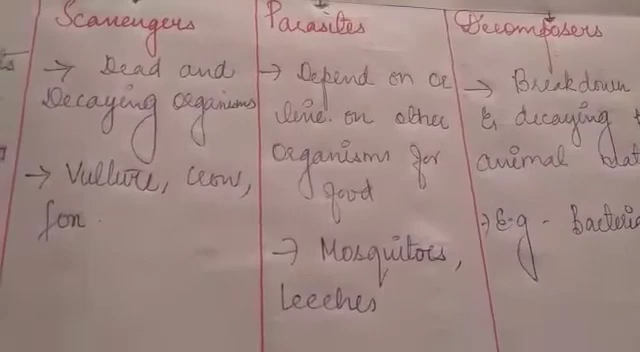 Scavengers
→ Dead and
Decaying organisms
→ Vulture, crow,
fox.
Parasites
→ Depend on or
live on other
organisms for
food
→ Mosquitoes,
Leeches
Decomposers
→ Breakdown
& decaying
animal
→ E.g - Bacteria